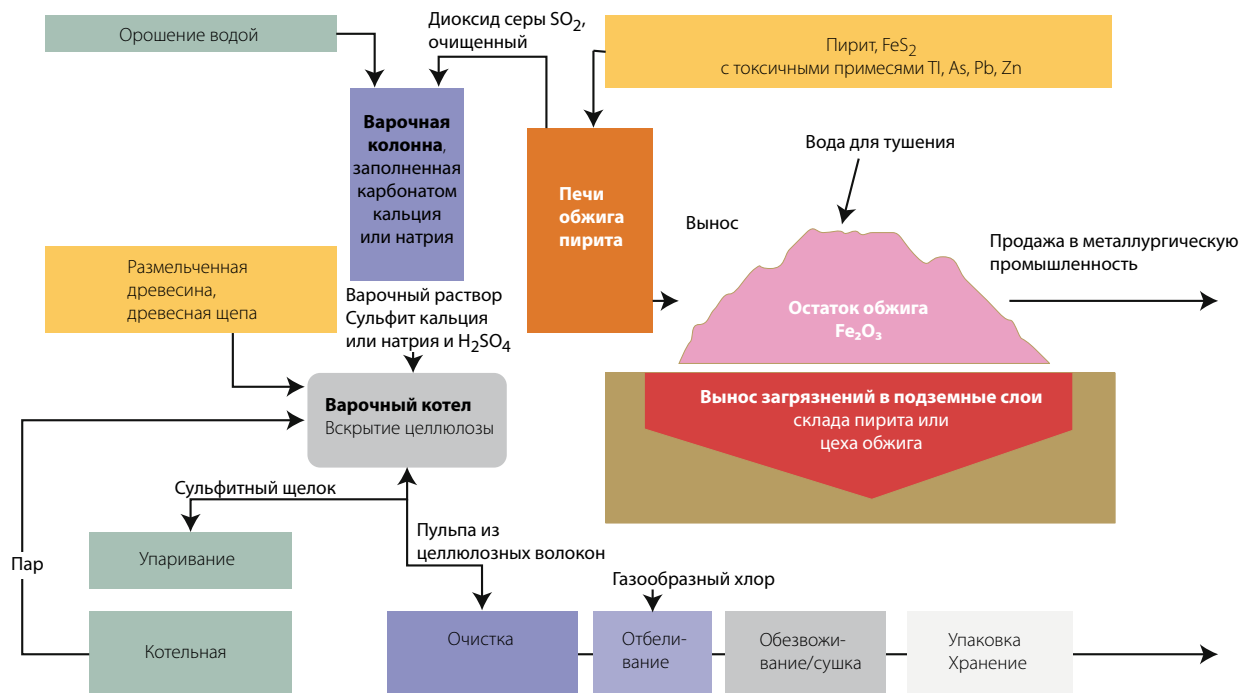 Орошение водой
Диоксид серы SO₂,
очищенный
Пирит, FeS₂
с токсичными примесями Tl, As, Pb, Zn
Варочная
колонна,
заполненная
карбонатом
кальция
или натрия
Печи
обжига
пирита
Вода для тушения
Вынос
Продажа в металлургическую
промышленность
Остаток обжига
Fe₂O₃
Размельченная
древесина,
древесная щепа
Варочный раствор
Сульфит кальция
или натрия и H₂SO₄
Варочный котел
Вскрытие целлюлозы
Вынос загрязнений в подземные слои
склада пирита или
цеха обжига
Сульфитный щелок
Пульпа из
целлюлозных волокон
Упаривание
Пар
Газообразный хлор
Котельная
Очистка
Отбели-
вание
Обезвожи-
вание/сушка
Упаковка
Хранение